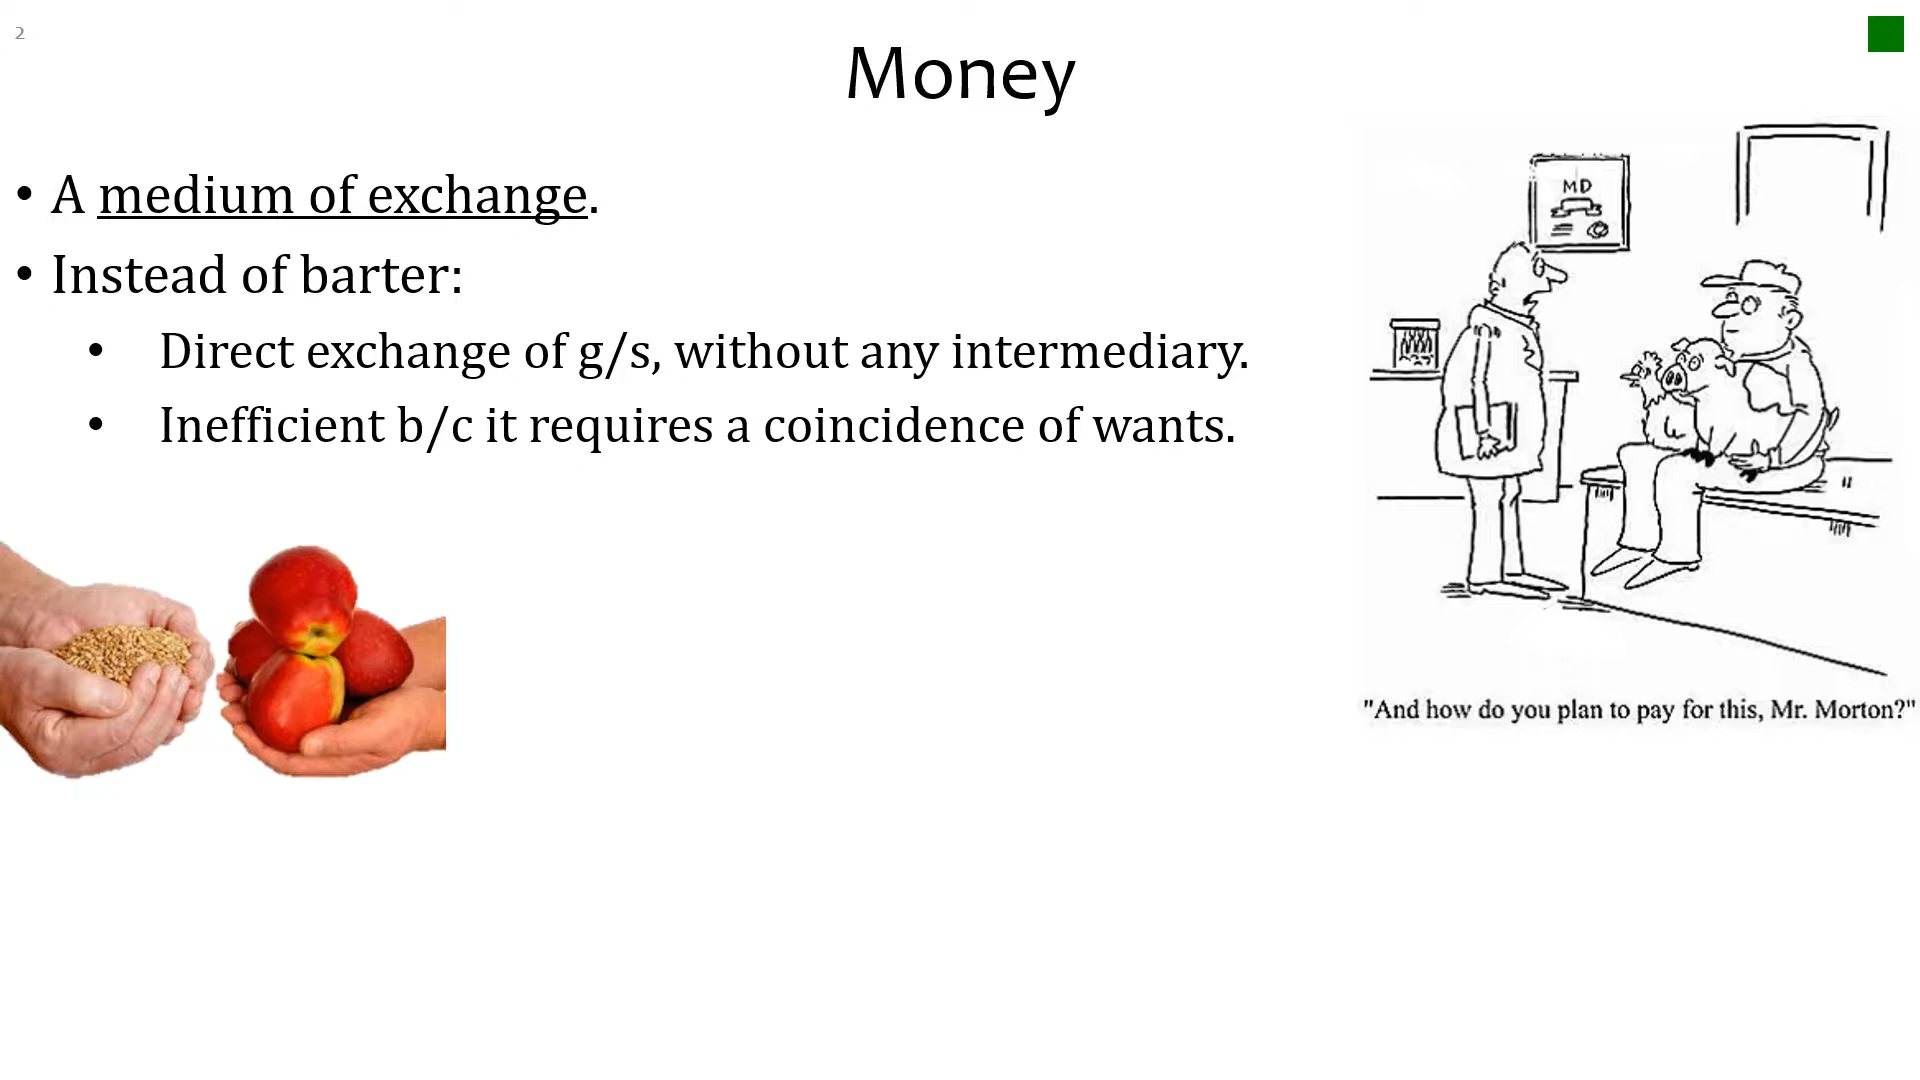 2
Money
• A medium of exchange.
• Instead of barter:
• Direct exchange of g/s, without any intermediary.
• Inefficient b/c it requires a coincidence of wants.
MD
"And how do you plan to pay for this, Mr. Morton?"